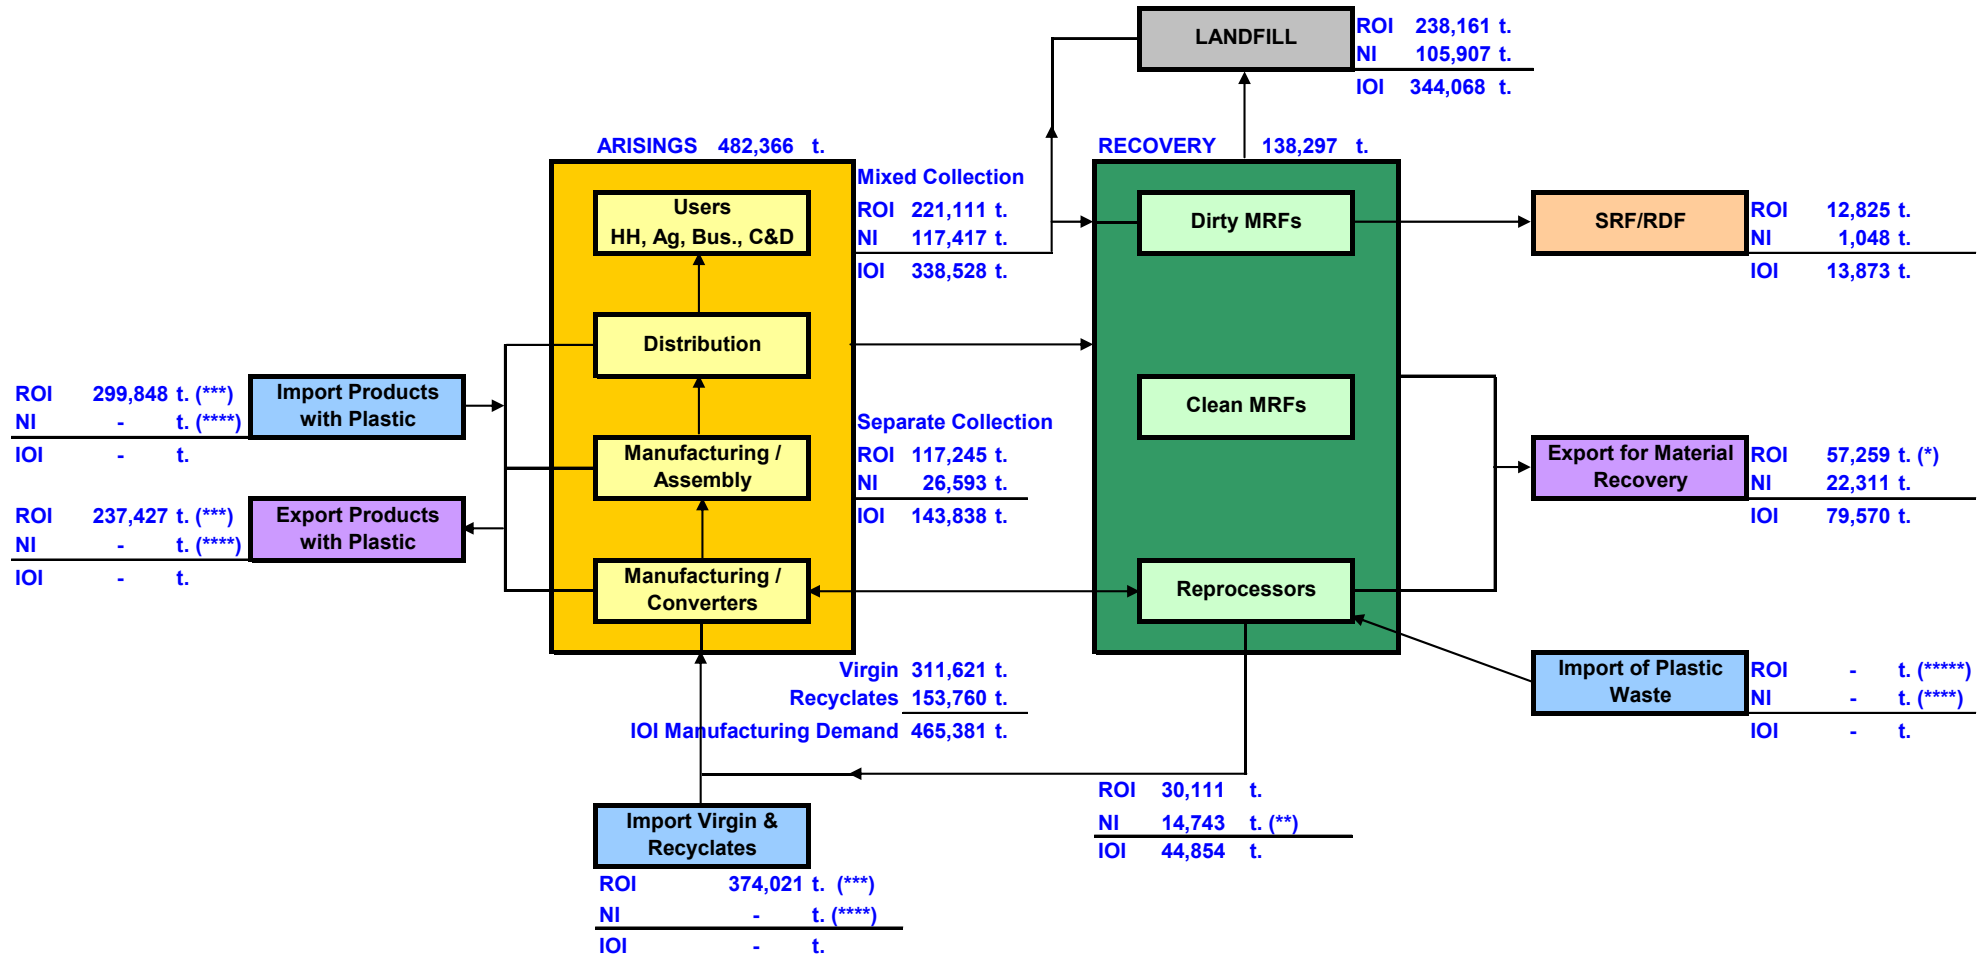 LANDFILL
ROI 238,161 t.
NI 105,907 t.
IOI 344,068 t.
ARISINGS 482,366 t.
RECOVERY 138,297 t.
Mixed Collection
ROI 221,111 t.
NI 117,417 t.
IOI 338,528 t.
Users
HH, Ag, Bus., C&D
Dirty MRFs
SRF/RDF
ROI 12,825 t.
NI 1,048 t.
IOI 13,873 t.
Distribution
ROI 299,848 t. (***)
NI - t. (****)
IOI - t.
Import Products
with Plastic
Clean MRFs
Separate Collection
ROI 117,245 t.
NI 26,593 t.
IOI 143,838 t.
Manufacturing /
Assembly
Export for Material
Recovery
ROI 57,259 t. (*)
NI 22,311 t.
IOI 79,570 t.
ROI 237,427 t. (***)
NI - t. (****)
IOI - t.
Export Products
with Plastic
Manufacturing /
Converters
Reprocessors
Virgin 311,621 t.
Recyclates 153,760 t.
IOI Manufacturing Demand 465,381 t.
Import of Plastic
Waste
ROI - t. (*****)
NI - t. (****)
IOI - t.
ROI 30,111 t.
NI 14,743 t. (**)
IOI 44,854 t.
Import Virgin &
Recyclates
ROI 374,021 t. (***)
NI - t. (****)
IOI - t.